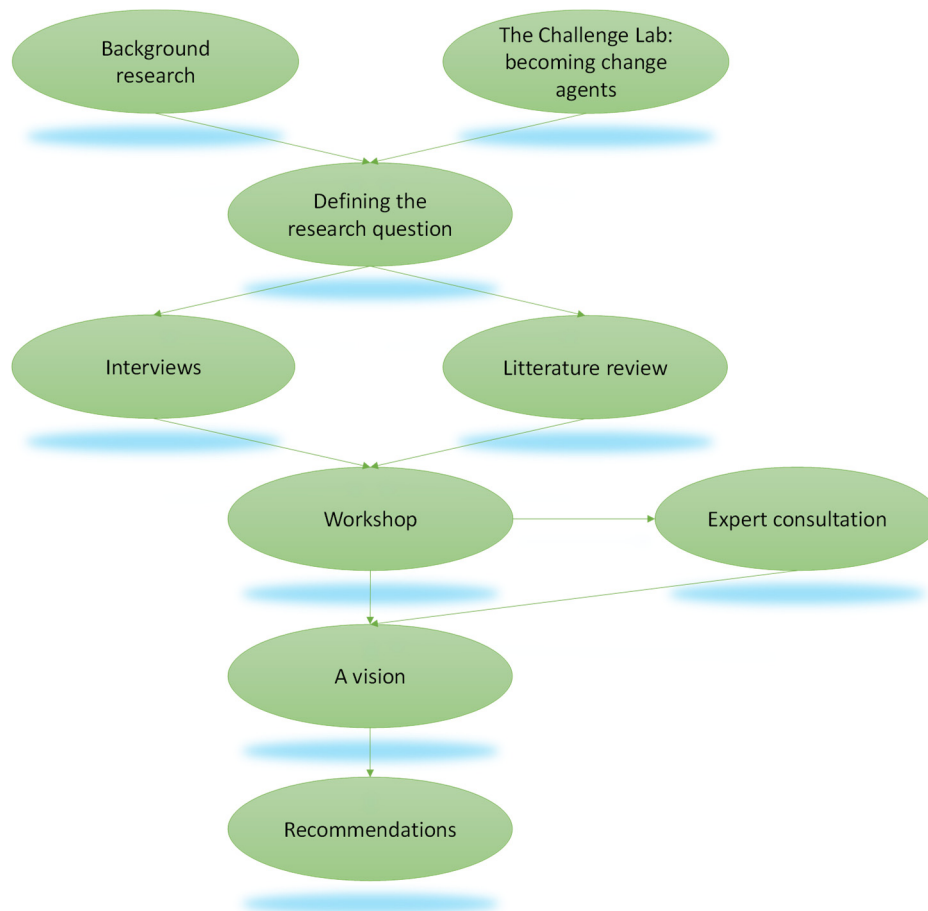 Background
research
The Challenge Lab:
becoming change
agents
Defining the
research question
Interviews
Litterature review
Workshop
Expert consultation
A vision
Recommendations